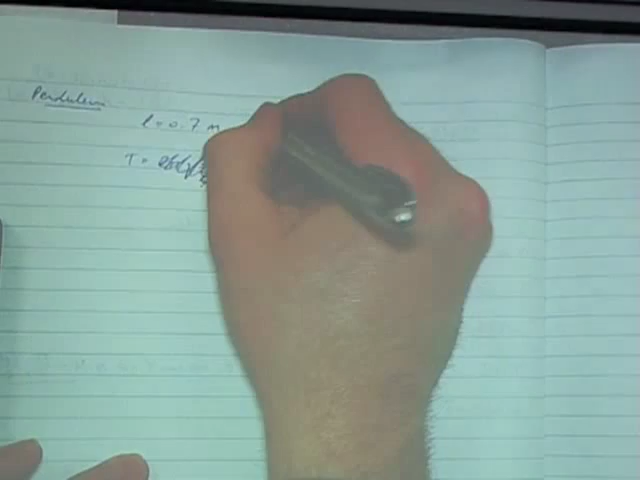 Pendulum
l = 0.7 m
T =